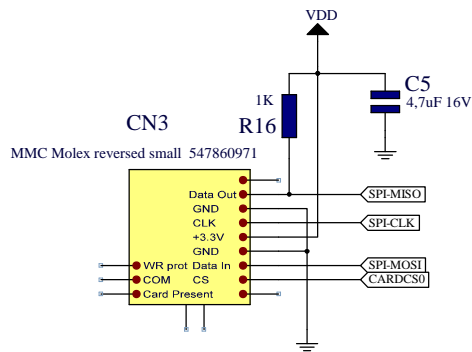 VDD
1K
R16
C5
4,7uF 16V
CN3
MMC Molex reversed small 547860971
Data Out
SPI-MISO
GND
CLK
SPI-CLK
+3.3V
GND
WR prot
Data In
SPI-MOSI
COM
CS
CARDCS0
Card Present